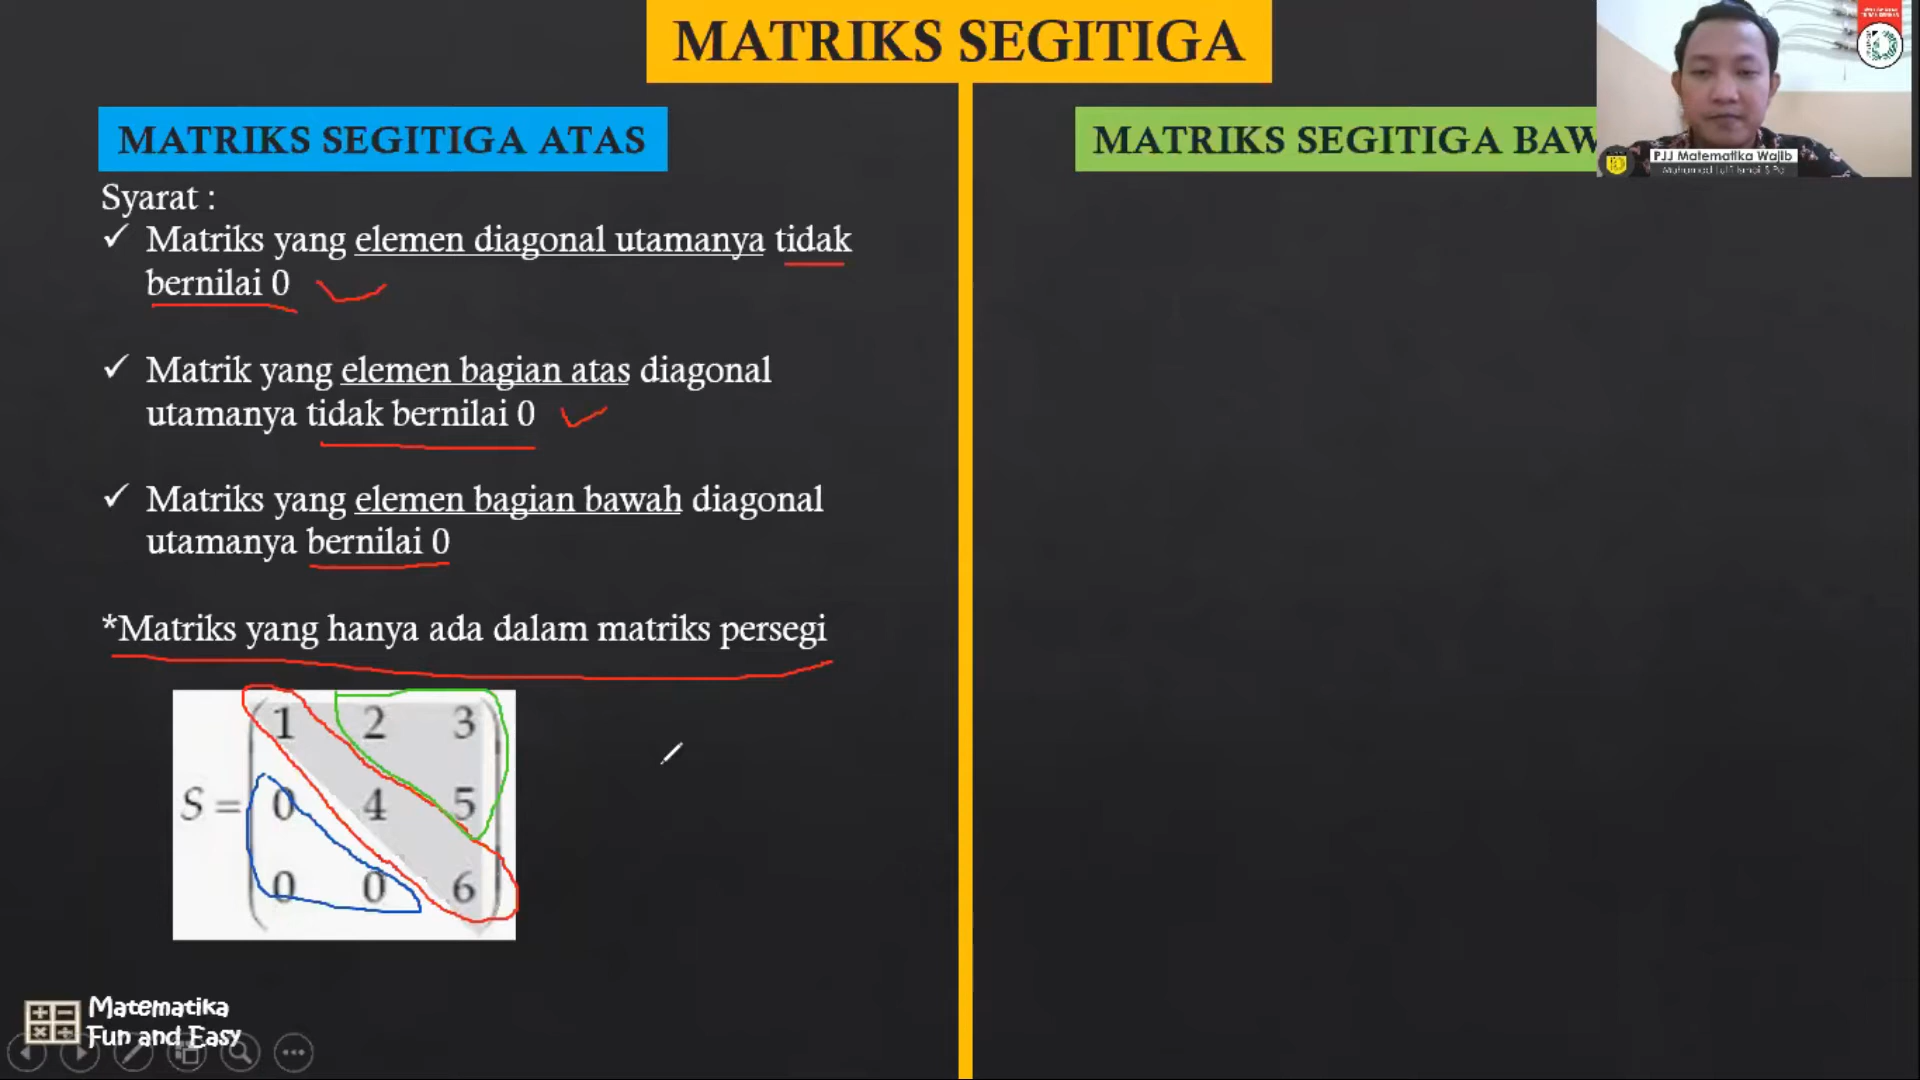 MATRIKS SEGITIGA
MATRIKS SEGITIGA ATAS
Syarat :
✓ Matriks yang elemen diagonal utamanya tidak
bernilai 0
✓ Matrik yang elemen bagian atas diagonal
utamanya tidak bernilai 0
✓ Matriks yang elemen bagian bawah diagonal
utamanya bernilai 0
*Matriks yang hanya ada dalam matriks persegi
1 2 3
S = 0 4 5
0 0 6
Matematika
Fun and Easy
MATRIKS SEGITIGA BAW
PJJ Matematika Wajib